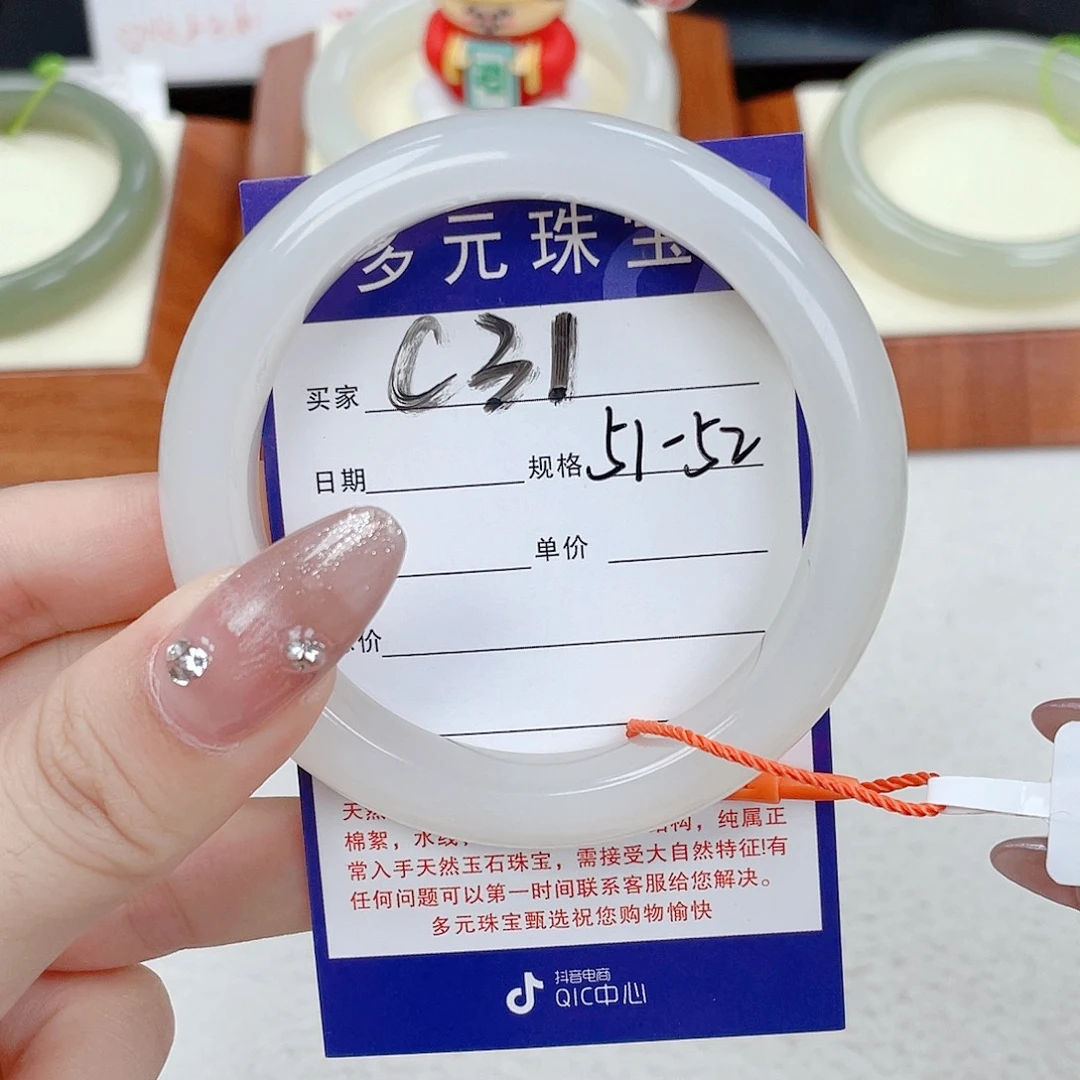 多元珠宝
买家 C31
日期 规格 51-52
单价
价
天然
棉絮，水线， 结构，纯属正
常入手天然玉石珠宝，需接受大自然特征!有
任何问题可以第一时间联系客服给您解决。
多元珠宝甄选祝您购物愉快
抖音电商
QIC中心